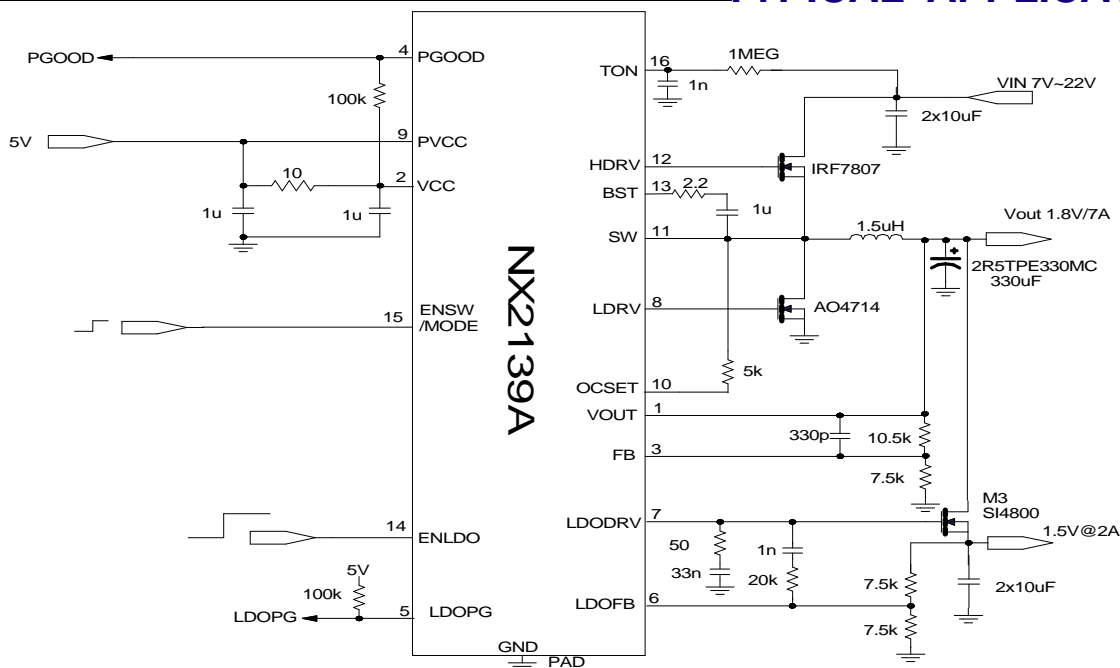 PGOOD
4
PGOOD
100k
5V
9
PVCC
10
2
VCC
1u
1u
15
ENSW
/MODE
14
ENLDO
5V
100k
LDOPG
5
LDOPG
NX2139A
GND
PAD
TON
16
1MEG
1n
VIN 7V~22V
2x10uF
HDRV
12
IRF7807
BST
13
2.2
1u
SW
11
1.5uH
Vout 1.8V/7A
2R5TPE330MC
330uF
LDRV
8
AO4714
5k
OCSET
10
VOUT
1
330p
10.5k
FB
3
7.5k
M3
SI4800
LDODRV
7
50
1n
1.5V@2A
33n
20k
7.5k
2x10uF
LDOFB
6
7.5k